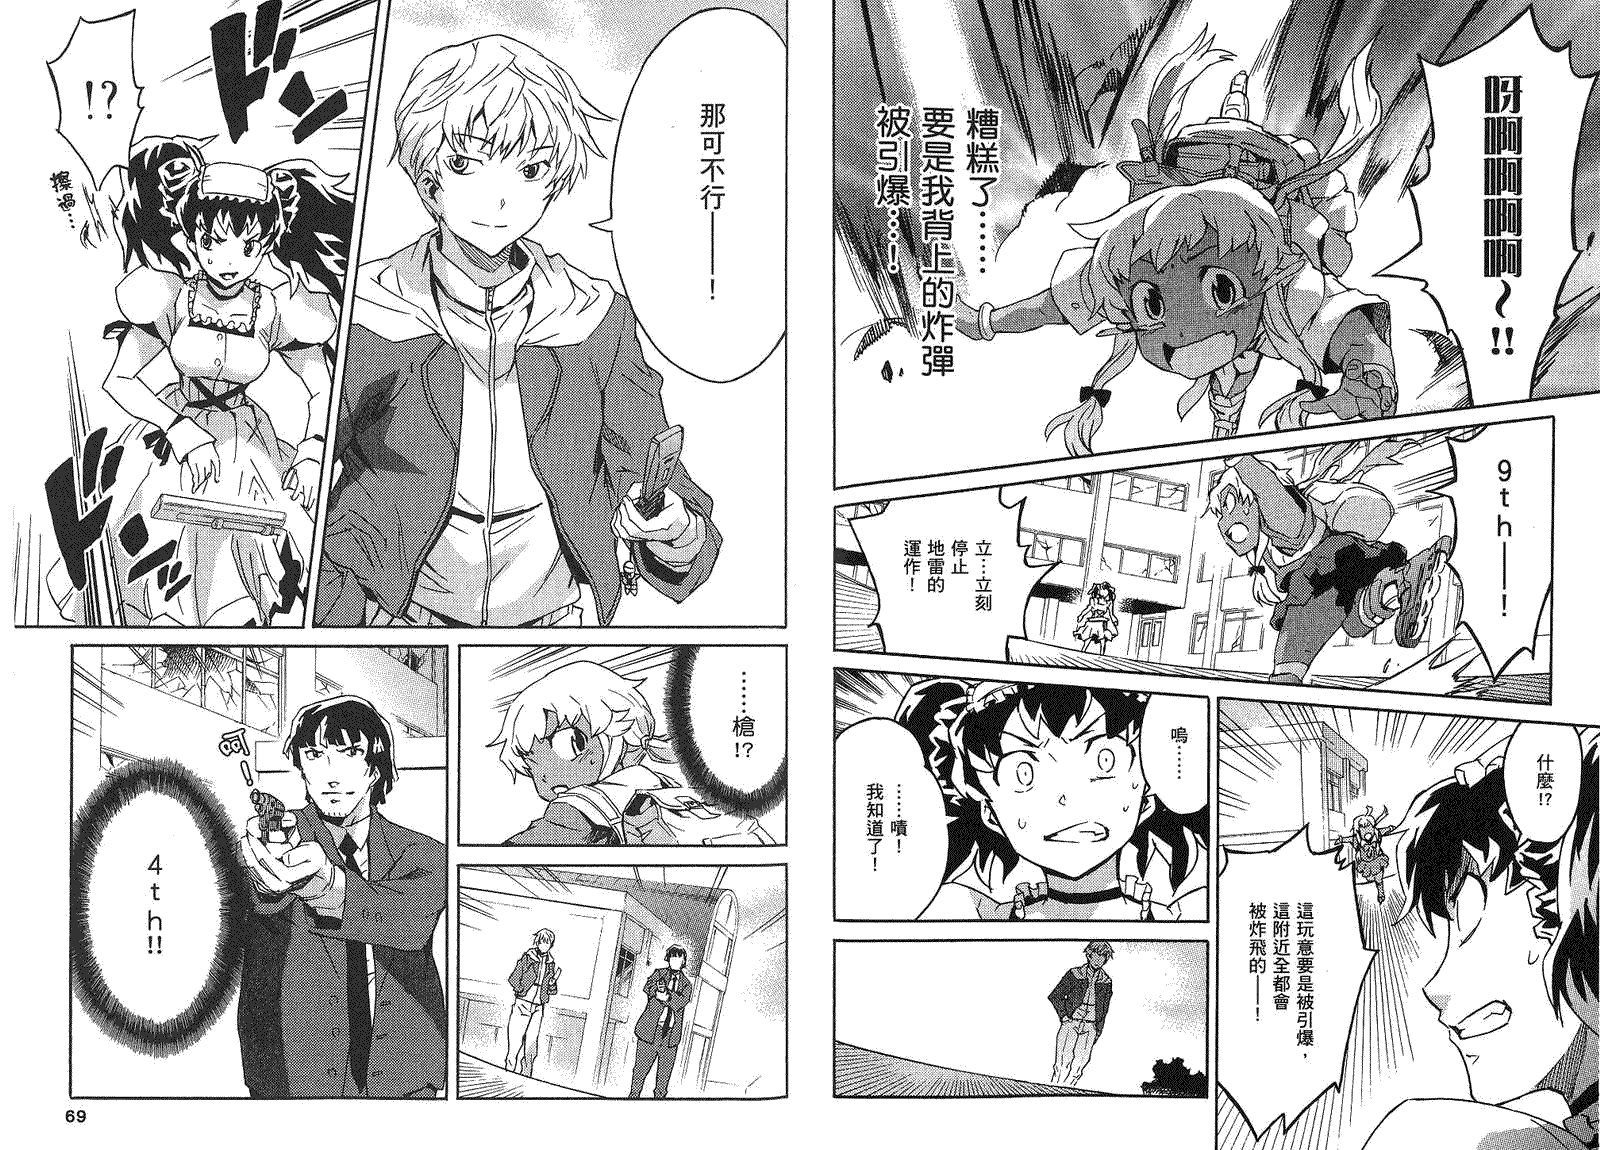 呀啊啊啊啊～!!
糟糕了……
要是我背上的炸彈
被引爆…！
9th——！
立…立刻
停止
地雷的
運作！
什麼!?
這玩意要是被引爆，
這附近全都會
被炸飛的——！
嗚……
……嘖！
我知道了！
那可不行——！
ドン
!?
擦過…
ドン
……槍!?
呵！
4th!!
69